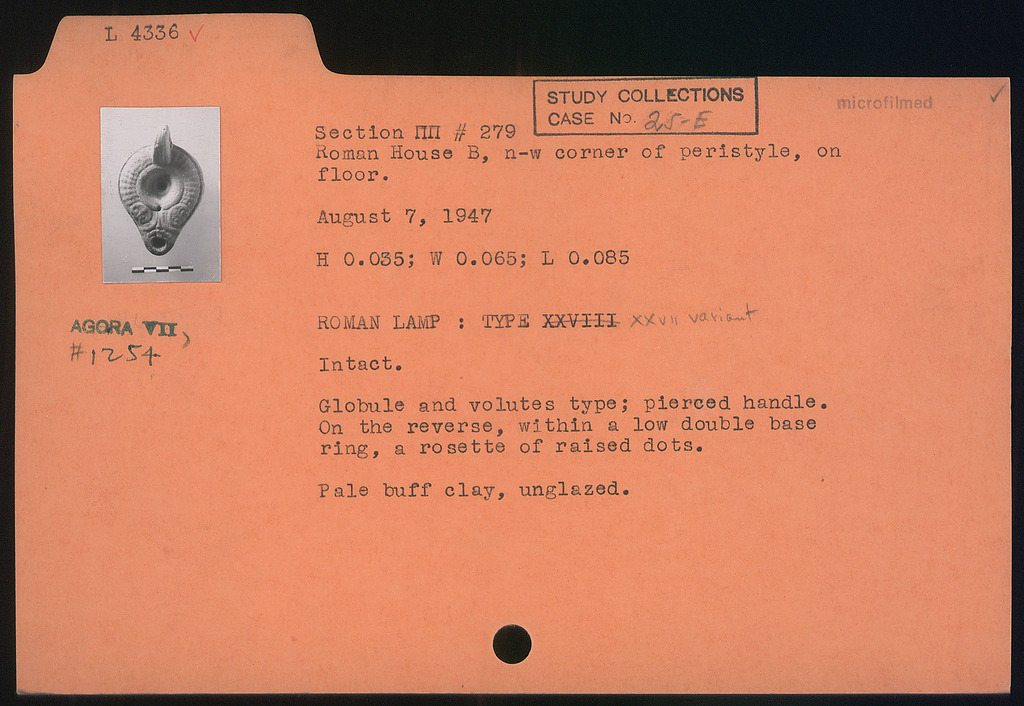 L 4336 ✓
STUDY COLLECTIONS
CASE No. 25-E
microfilmed ✓
Section ΠΠ # 279
Roman House B, n-w corner of peristyle, on
floor.
August 7, 1947
H 0.035; W 0.065; L 0.085
AGORA VII,
#1254
ROMAN LAMP : TYPE XXVIII XXVII variant
Intact.
Globule and volutes type; pierced handle.
On the reverse, within a low double base
ring, a rosette of raised dots.
Pale buff clay, unglazed.